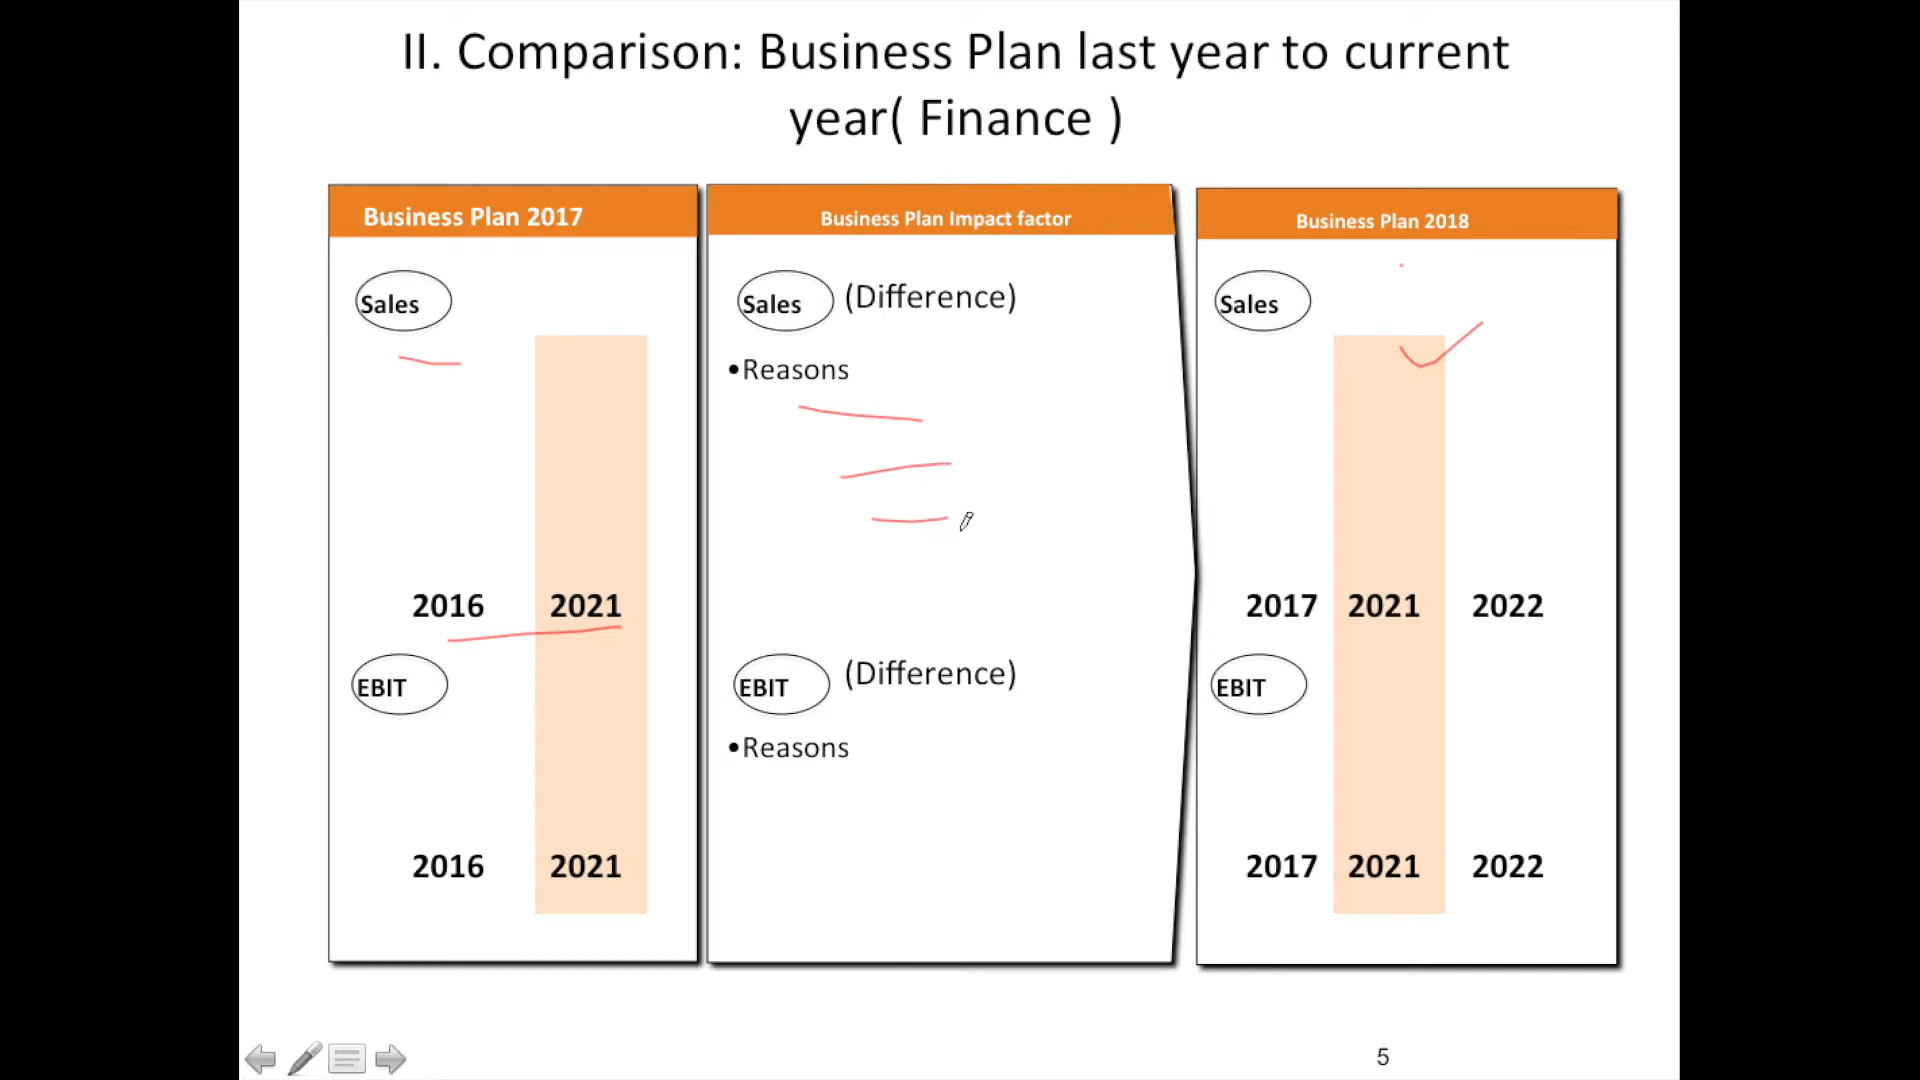 II. Comparison: Business Plan last year to current
year( Finance )
Business Plan 2017
Sales
2016 2021
EBIT
2016 2021
Business Plan Impact factor
Sales (Difference)
•Reasons
EBIT (Difference)
•Reasons
Business Plan 2018
Sales
2017 2021 2022
EBIT
2017 2021 2022
5